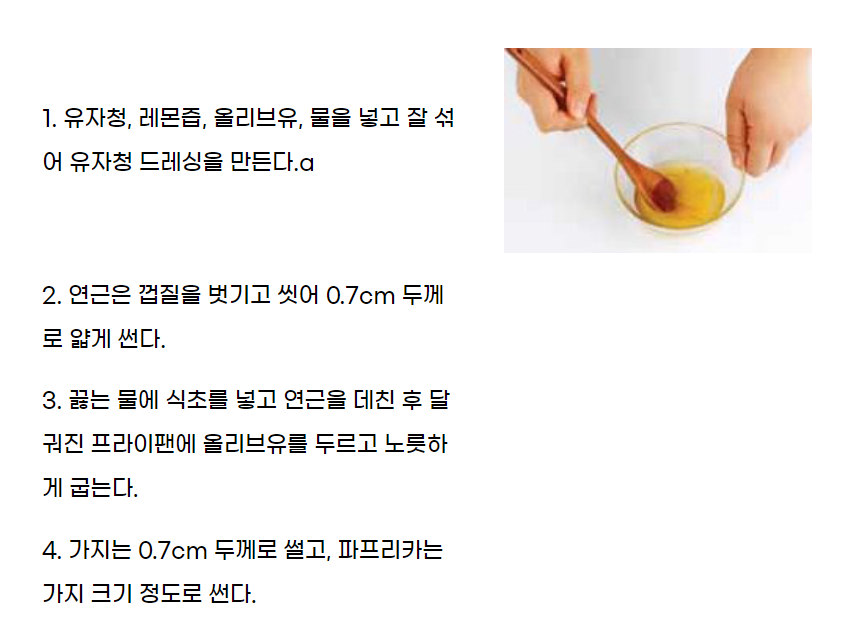 1. 유자청, 레몬즙, 올리브유, 물을 넣고 잘 섞
어 유자청 드레싱을 만든다.a
2. 연근은 껍질을 벗기고 씻어 0.7cm 두께
로 얇게 썬다.
3. 끓는 물에 식초를 넣고 연근을 데친 후 달
궈진 프라이팬에 올리브유를 두르고 노릇하
게 굽는다.
4. 가지는 0.7cm 두께로 썰고, 파프리카는
가지 크기 정도로 썬다.